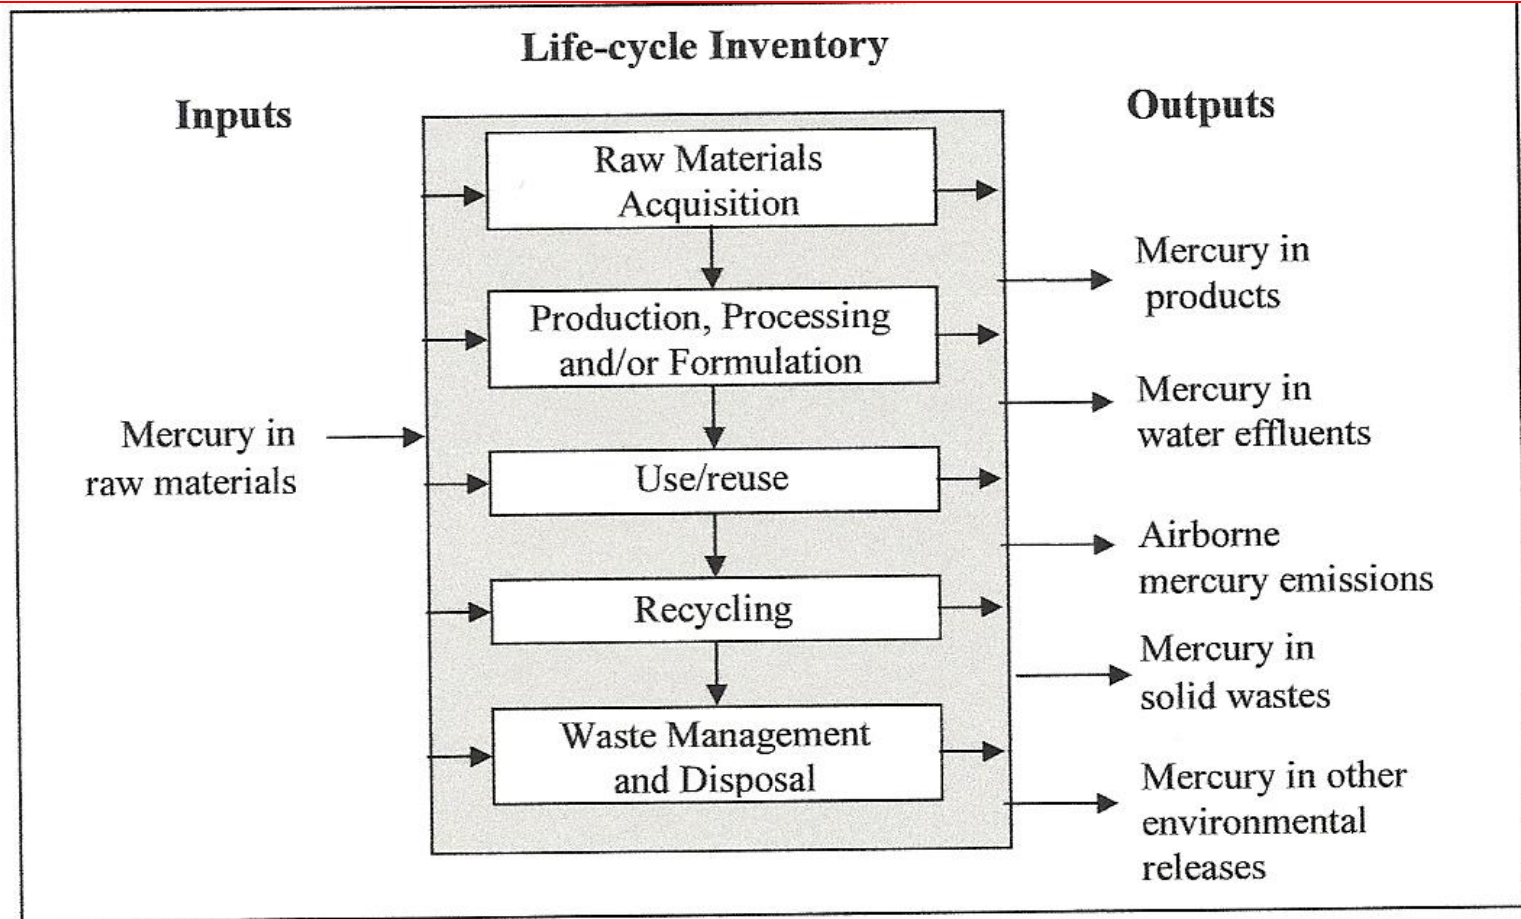 Life-cycle Inventory
Inputs
Outputs
Raw Materials
Acquisition
Production, Processing
and/or Formulation
Use/reuse
Recycling
Waste Management
and Disposal
Mercury in
raw materials
Mercury in
products
Mercury in
water effluents
Airborne
mercury emissions
Mercury in
solid wastes
Mercury in other
environmental
releases